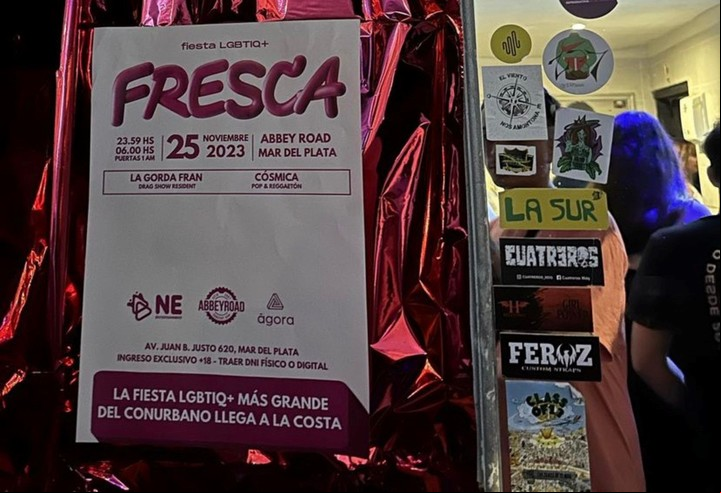 fiesta LGBTIQ+
FRESCA
23.59 HS
06.00 HS
PUERTAS 1 AM
25
NOVIEMBRE
2023
ABBEY ROAD
MAR DEL PLATA
LA GORDA FRAN
DRAG SHOW RESIDENT
CÓSMICA
POP & REGGAETÓN
NE
ABBEYROAD
ágora
AV. JUAN B. JUSTO 620, MAR DEL PLATA
INGRESO EXCLUSIVO +18 - TRAER DNI FÍSICO O DIGITAL
LA FIESTA LGBTIQ+ MÁS GRANDE
DEL CONURBANO LLEGA A LA COSTA
EL VIENTO
NOS AMONTONA
LA SUR
CUATREROS
FEROZ
CUSTOM STRAPS
CLASS
OF